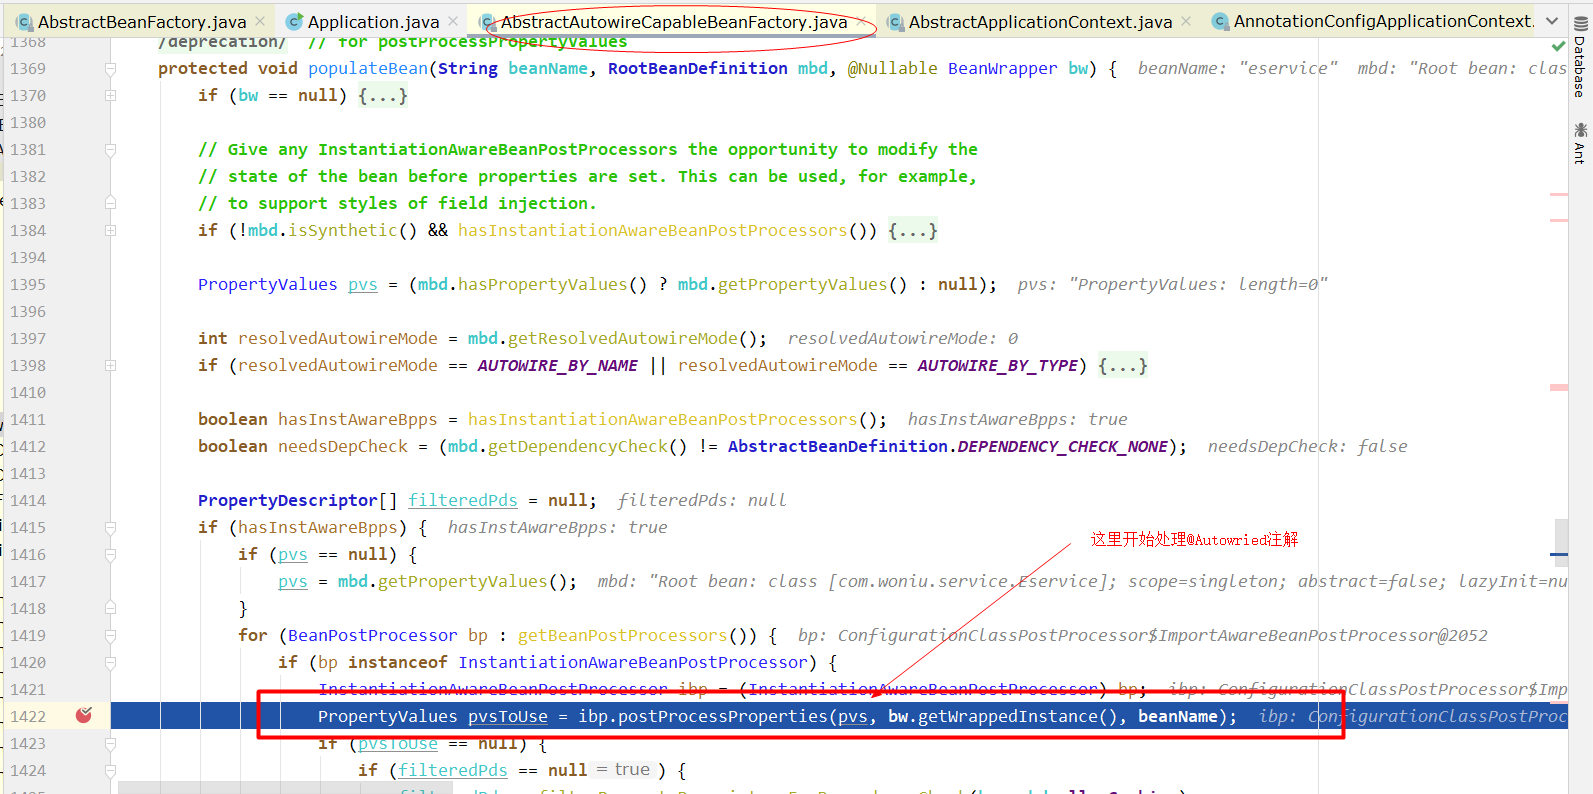 AbstractBeanFactory.java Application.java AbstractAutowireCapableBeanFactory.java AbstractApplicationContext.java AnnotationConfigApplicationContext.
Database
Ant
1368 /deprecation/ // for postProcessPropertyValues
1369 protected void populateBean(String beanName, RootBeanDefinition mbd, @Nullable BeanWrapper bw) { beanName: "eservice" mbd: "Root bean: clas
1370 if (bw == null) {...}
1380
1381 // Give any InstantiationAwareBeanPostProcessors the opportunity to modify the
1382 // state of the bean before properties are set. This can be used, for example,
1383 // to support styles of field injection.
1384 if (!mbd.isSynthetic() && hasInstantiationAwareBeanPostProcessors()) {...}
1394
1395 PropertyValues pvs = (mbd.hasPropertyValues() ? mbd.getPropertyValues() : null); pvs: "PropertyValues: length=0"
1396
1397 int resolvedAutowireMode = mbd.getResolvedAutowireMode(); resolvedAutowireMode: 0
1398 if (resolvedAutowireMode == AUTOWIRE_BY_NAME || resolvedAutowireMode == AUTOWIRE_BY_TYPE) {...}
1410
1411 boolean hasInstAwareBpps = hasInstantiationAwareBeanPostProcessors(); hasInstAwareBpps: true
1412 boolean needsDepCheck = (mbd.getDependencyCheck() != AbstractBeanDefinition.DEPENDENCY_CHECK_NONE); needsDepCheck: false
1413
1414 PropertyDescriptor[] filteredPds = null; filteredPds: null
1415 if (hasInstAwareBpps) { hasInstAwareBpps: true
这里开始处理@Autowried注解
1416 if (pvs == null) {
1417 pvs = mbd.getPropertyValues(); mbd: "Root bean: class [com.woniu.service.Eservice]; scope=singleton; abstract=false; lazyInit=nu
1418 }
1419 for (BeanPostProcessor bp : getBeanPostProcessors()) { bp: ConfigurationClassPostProcessor$ImportAwareBeanPostProcessor@2052
1420 if (bp instanceof InstantiationAwareBeanPostProcessor) {
1421 InstantiationAwareBeanPostProcessor ibp = (InstantiationAwareBeanPostProcessor) bp; ibp: ConfigurationClassPostProcessor$Imp
1422 PropertyValues pvsToUse = ibp.postProcessProperties(pvs, bw.getWrappedInstance(), beanName); ibp: ConfigurationClassPostProc
1423 if (pvsToUse == null) {
1424 if (filteredPds == null = true ) {